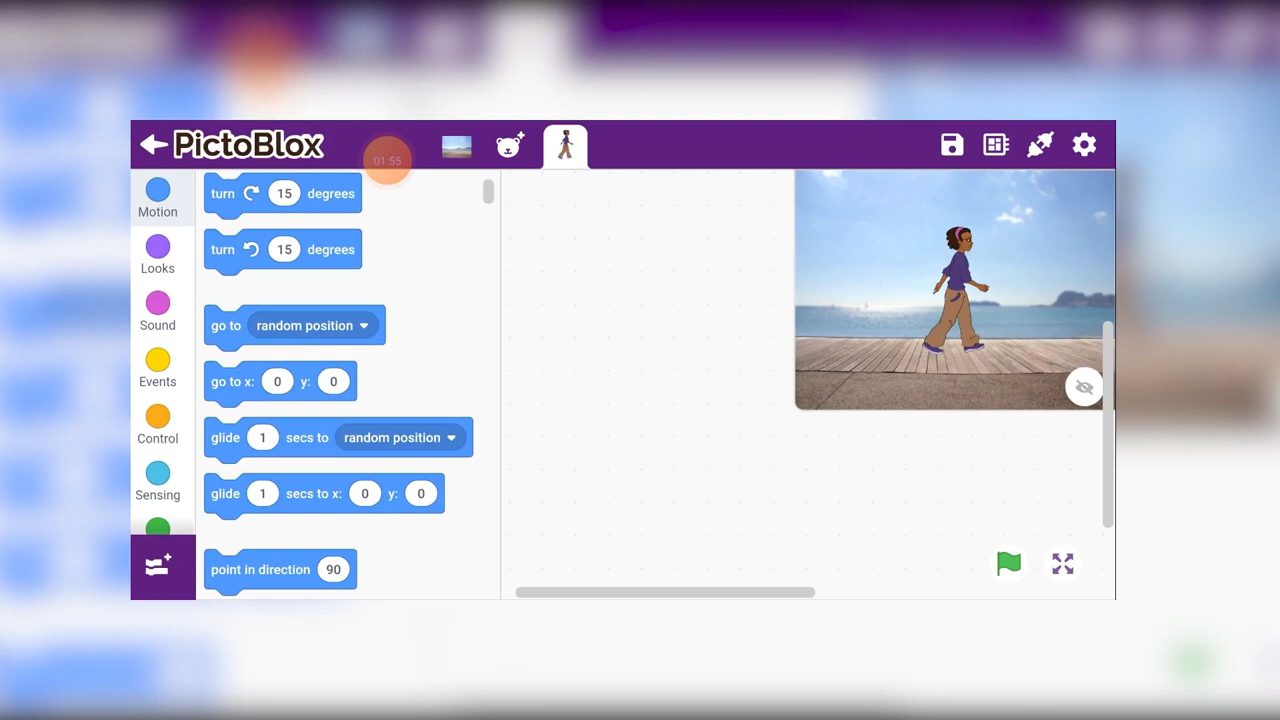 PictoBlox
01:55
Motion
Looks
Sound
Events
Control
Sensing
turn 15 degrees
turn 15 degrees
go to random position
go to x: 0 y: 0
glide 1 secs to random position
glide 1 secs to x: 0 y: 0
point in direction 90